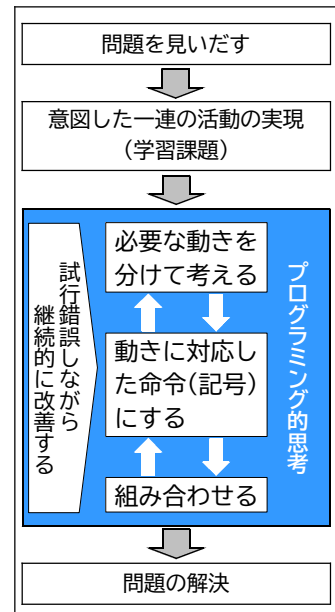 問題を見いだす
意図した一連の活動の実現
(学習課題)
試行錯誤しながら
継続的に改善する
必要な動きを
分けて考える
動きに対応し
た命令(記号)
にする
組み合わせる
プログラミング的思考
問題の解決